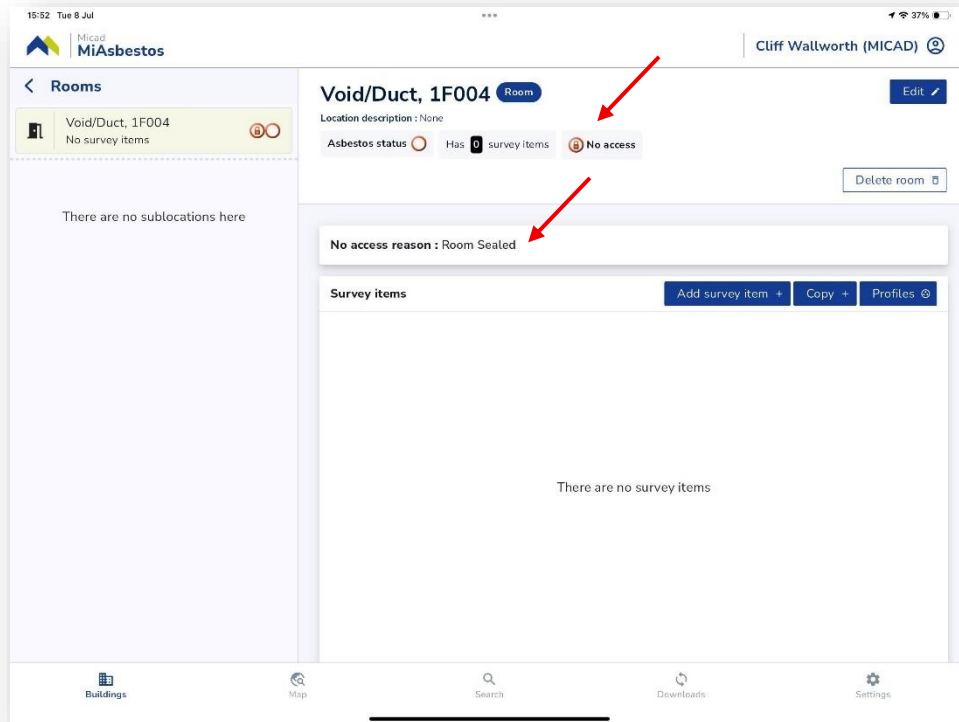 15:52 Tue 8 Jul
37%
Micad
MiAsbestos
Cliff Wallworth (MICAD)
Rooms
Void/Duct, 1F004
No survey items
There are no sublocations here
Void/Duct, 1F004 Room
Edit
Location description : None
Asbestos status Has 0 survey items No access
Delete room
No access reason : Room Sealed
Survey items Add survey item + Copy + Profiles
There are no survey items
Buildings Map Search Downloads Settings